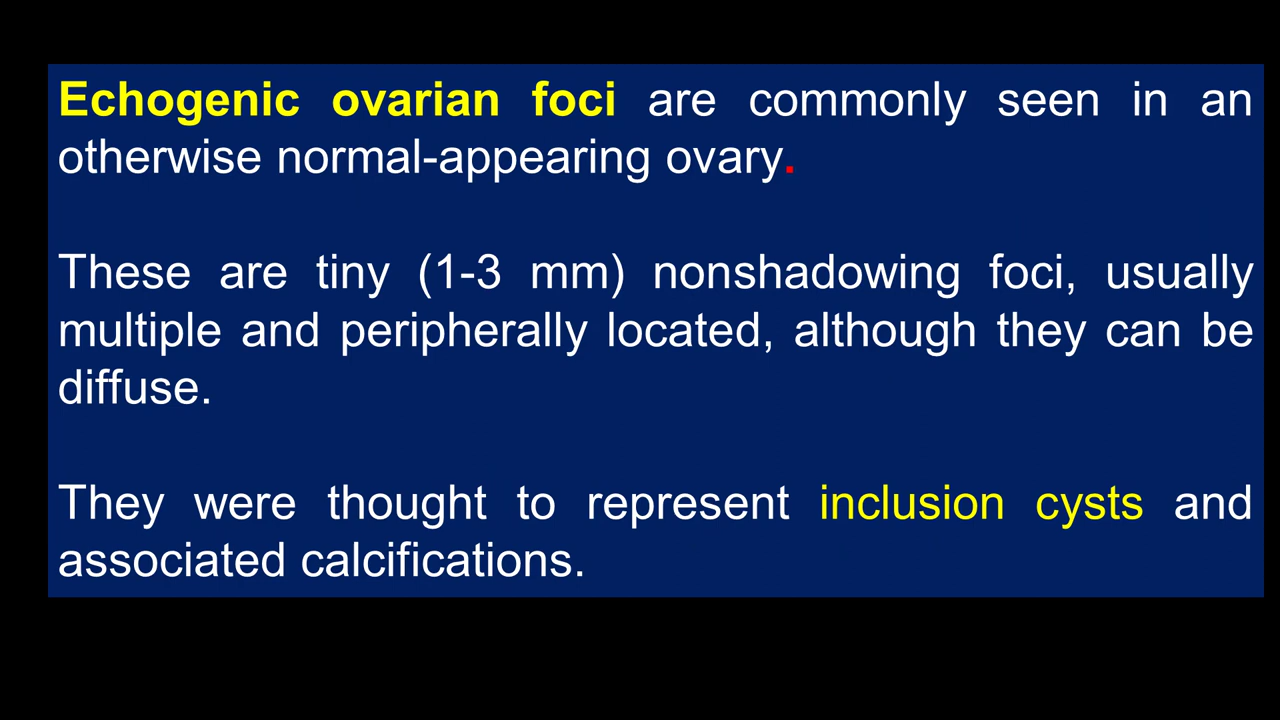 Echogenic ovarian foci are commonly seen in an
otherwise normal-appearing ovary.
These are tiny (1-3 mm) nonshadowing foci, usually
multiple and peripherally located, although they can be
diffuse.
They were thought to represent inclusion cysts and
associated calcifications.